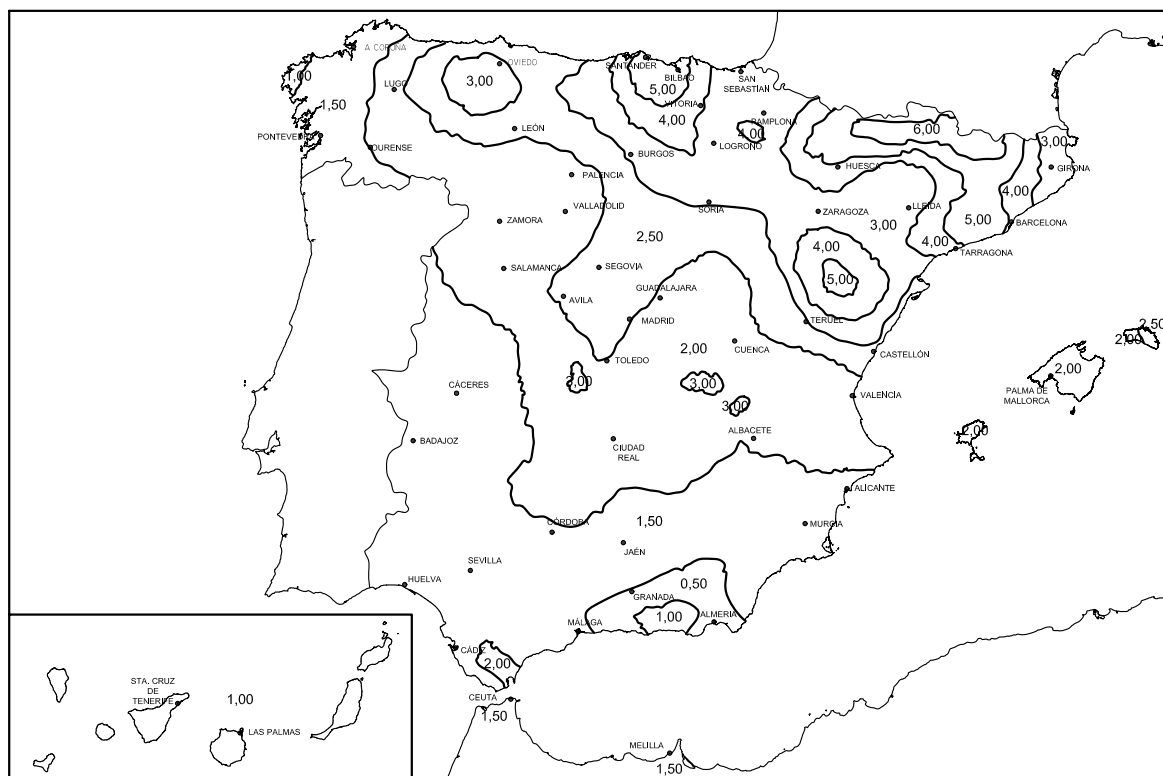 A CORUÑA
OVIEDO
SANTANDER
BILBAO
SAN
SEBASTIÁN
1,00
3,00
LUGO
5,00
1,50
VITORIA
4,00
PAMPLONA
4,00
6,00
PONTEVEDRA
LEÓN
LOGROÑO
3,00
OURENSE
BURGOS
HUESCA
GIRONA
PALENCIA
4,00
VALLADOLID
SORIA
ZARAGOZA
LLEIDA
ZAMORA
3,00
5,00
BARCELONA
2,50
4,00
4,00
TARRAGONA
SALAMANCA
SEGOVIA
5,00
GUADALAJARA
AVILA
MADRID
TERUEL
2,50
2,00
2,00
CUENCA
CASTELLÓN
TOLEDO
2,00
3,00
3,00
CÁCERES
PALMA DE
MALLORCA
VALENCIA
3,00
BADAJOZ
CIUDAD
REAL
ALBACETE
2,00
ALICANTE
1,50
CÓRDOBA
MURCIA
JAÉN
SEVILLA
HUELVA
0,50
GRANADA
1,00
ALMERIA
MÁLAGA
CÁDIZ
2,00
STA. CRUZ
DE
TENERIFE
1,00
CEUTA
1,50
LAS PALMAS
MELILLA
1,50